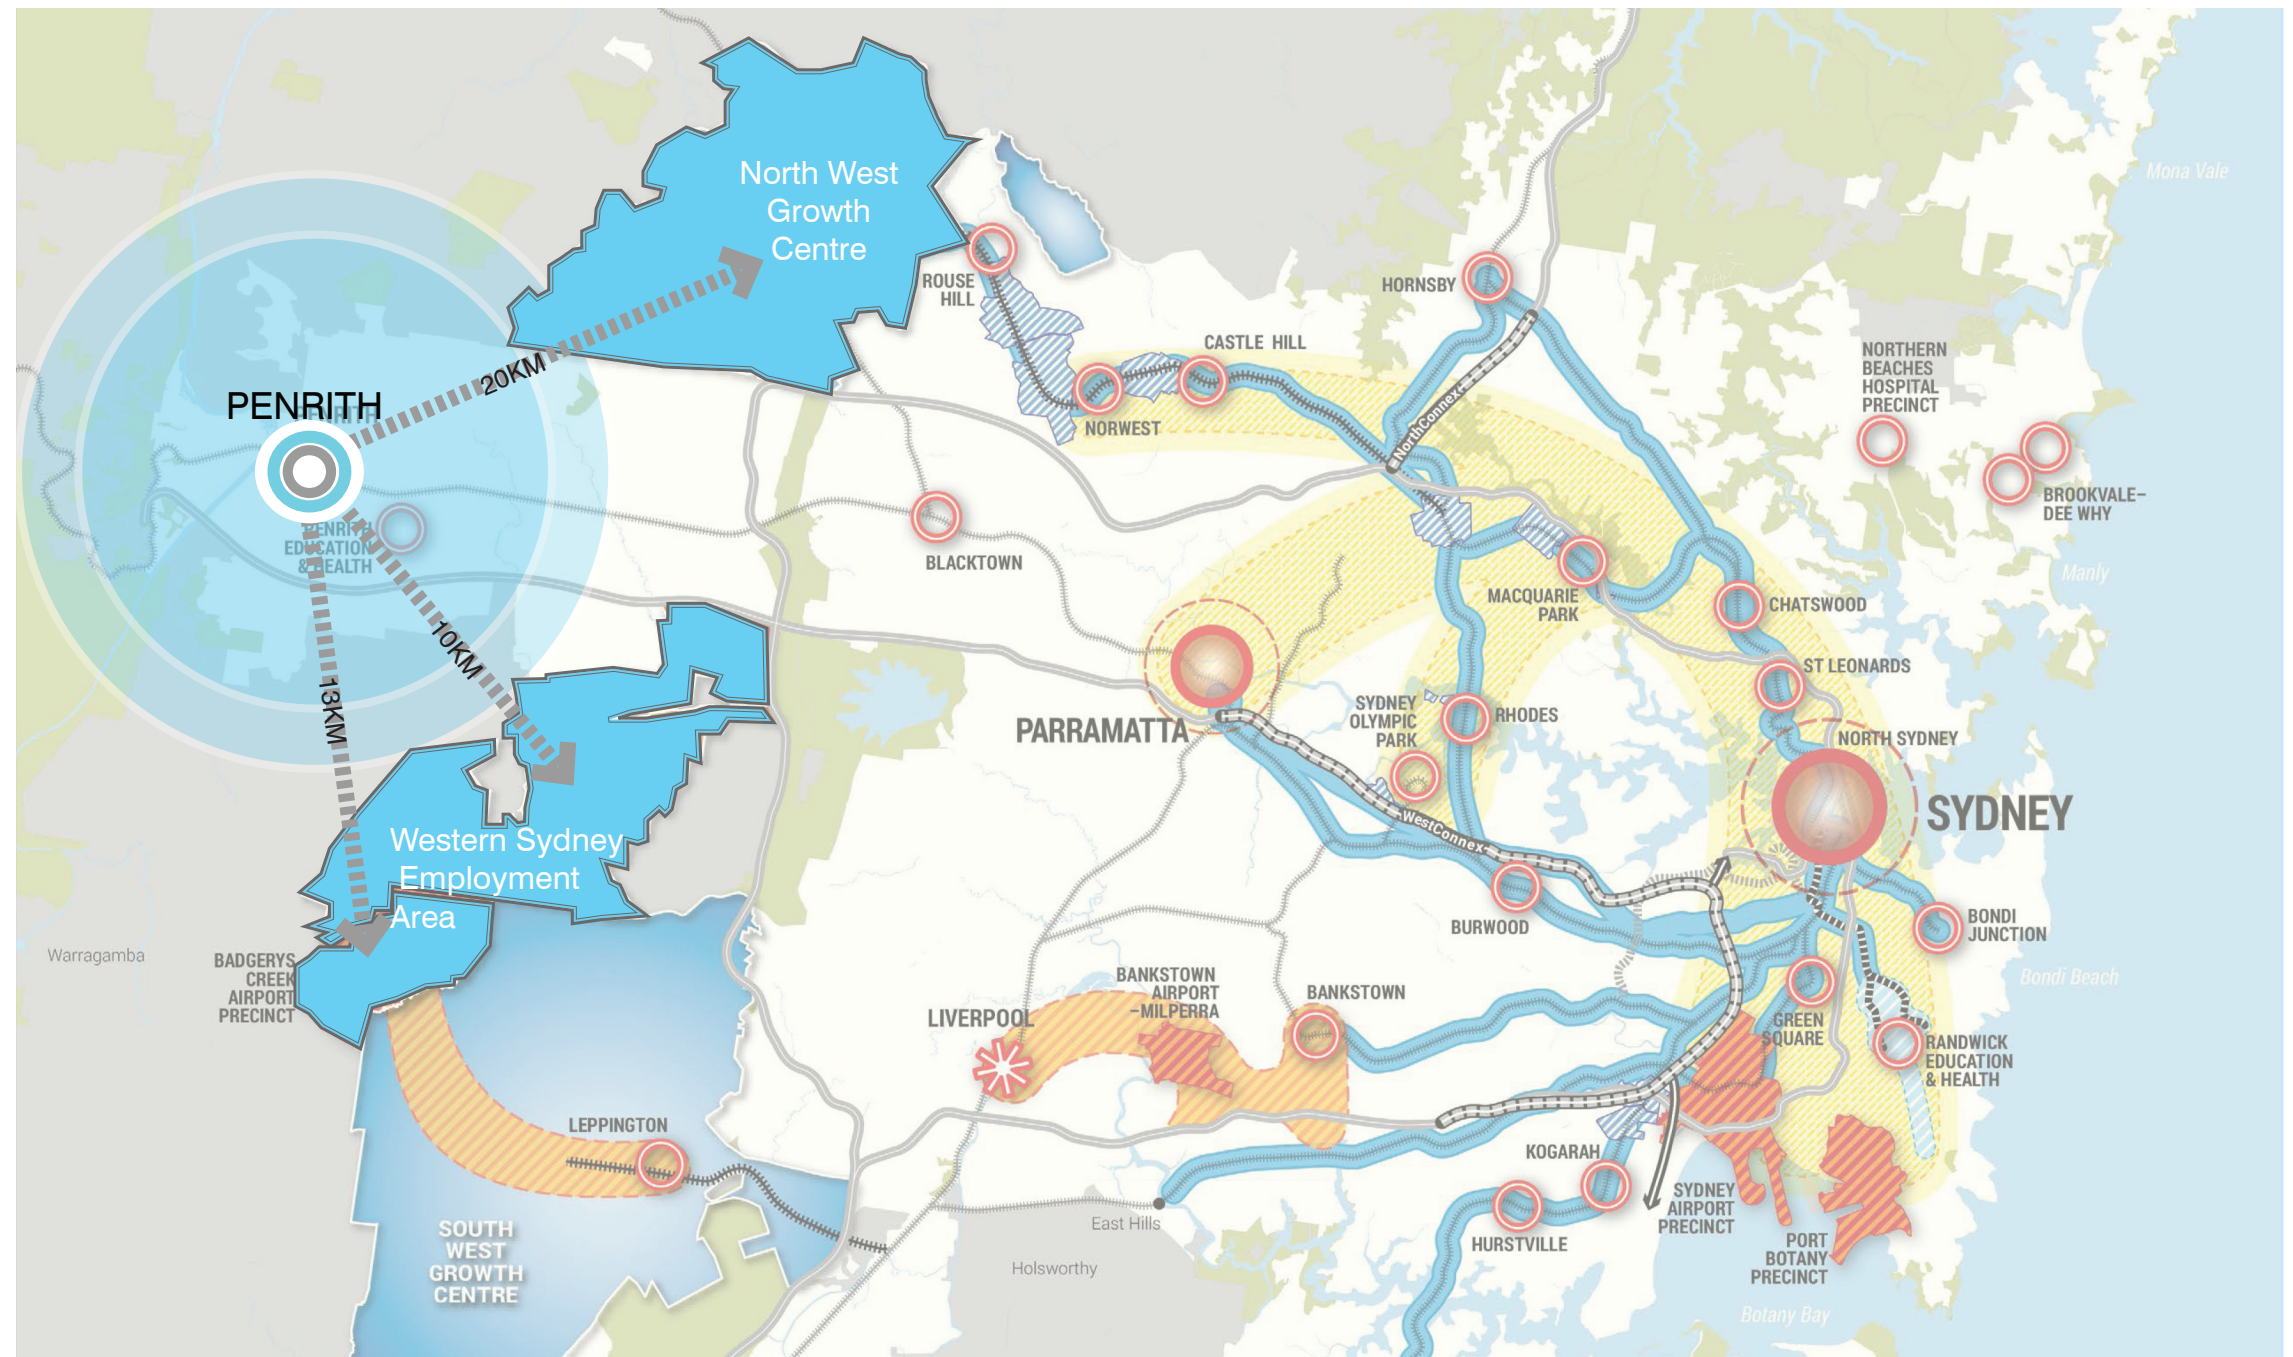 North West
Growth
Centre
Mona Vale
ROUSE
HILL
HORNSBY
CASTLE HILL
NORTHERN
BEACHES
HOSPITAL
PRECINCT
20KM
PENRITH
PENRITH
NORWEST
NorthConnex
BROOKVALE–
DEE WHY
PENRITH
EDUCATION
& HEALTH
BLACKTOWN
Manly
MACQUARIE
PARK
CHATSWOOD
10KM
ST LEONARDS
13KM
SYDNEY
OLYMPIC
PARK
RHODES
PARRAMATTA
NORTH SYDNEY
SYDNEY
WestConnex
Western Sydney
Employment
Area
BURWOOD
BONDI
JUNCTION
Warragamba
BADGERYS
CREEK
AIRPORT
PRECINCT
Bondi Beach
BANKSTOWN
AIRPORT
–MILPERRA
BANKSTOWN
LIVERPOOL
GREEN
SQUARE
RANDWICK
EDUCATION
& HEALTH
LEPPINGTON
KOGARAH
SYDNEY
AIRPORT
PRECINCT
East Hills
SOUTH
WEST
GROWTH
CENTRE
HURSTVILLE
PORT
BOTANY
PRECINCT
Holsworthy
Botany Bay